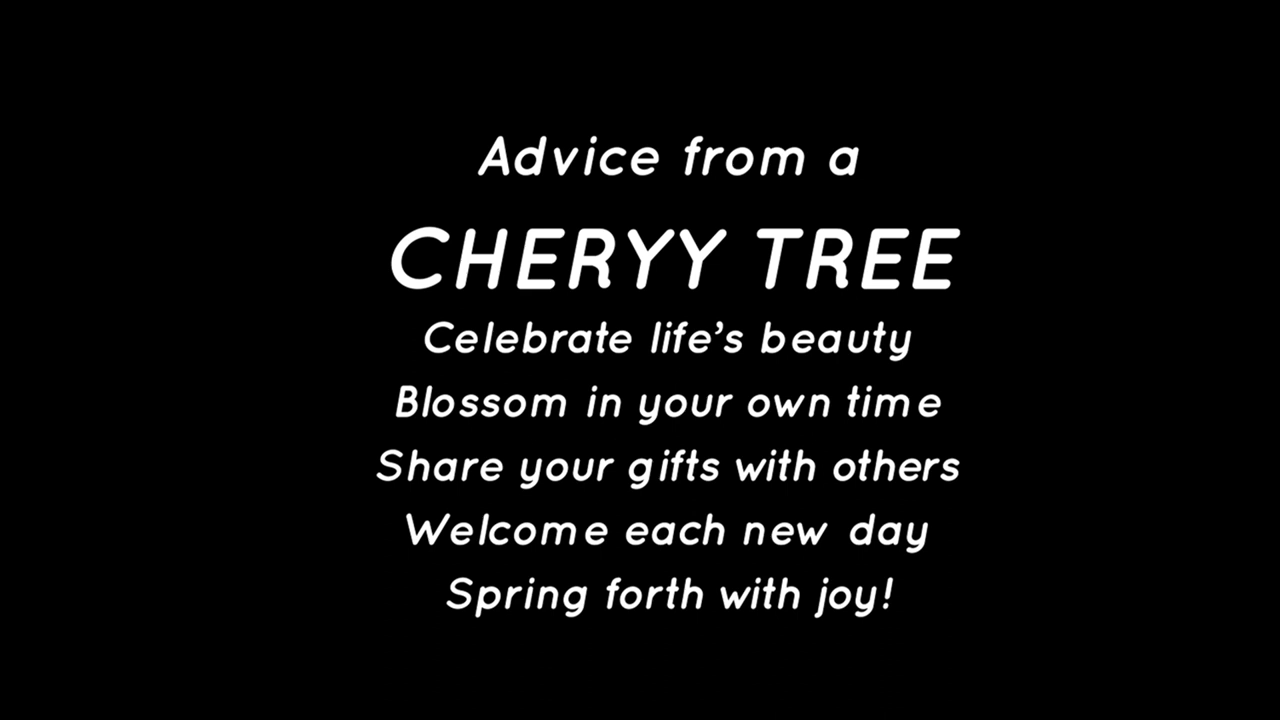 Advice from a
CHERYY TREE
Celebrate life’s beauty
Blossom in your own time
Share your gifts with others
Welcome each new day
Spring forth with joy!